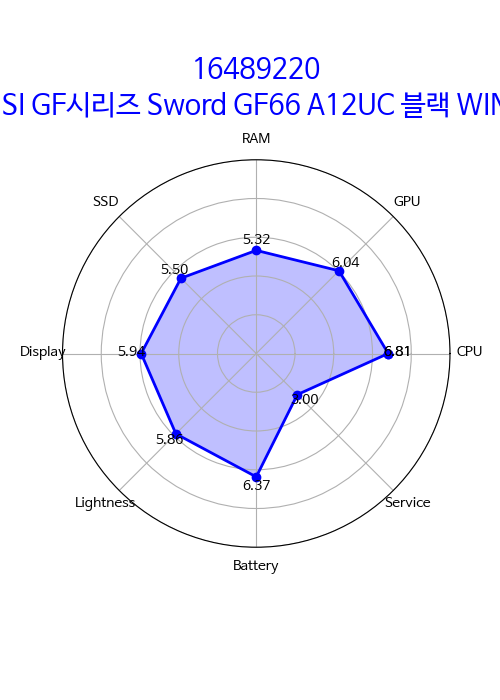 16489220
SI GF시리즈 Sword GF66 A12UC 블랙 WIN
RAM
SSD
GPU
5.32
6.04
5.50
Display
5.94
6.81
CPU
3.00
5.86
Lightness
6.37
Service
Battery